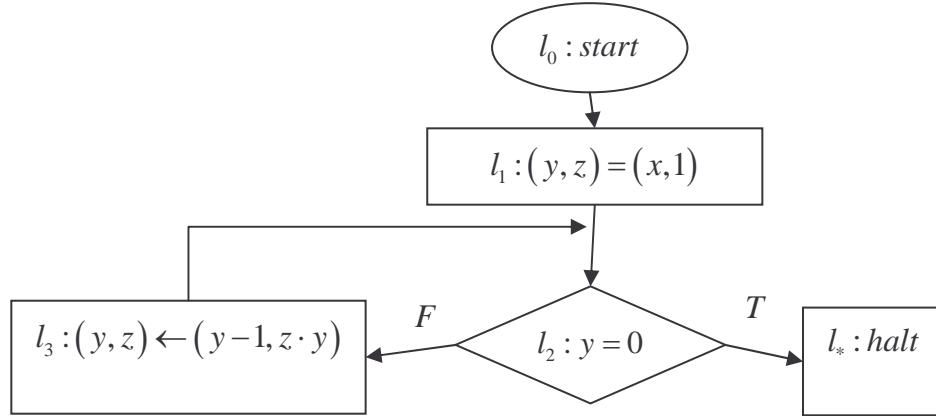 l₀ : start
l₁ : (y, z) = (x,1)
F
T
l₃ : (y, z) ← (y−1, z·y)
l₂ : y = 0
l* : halt